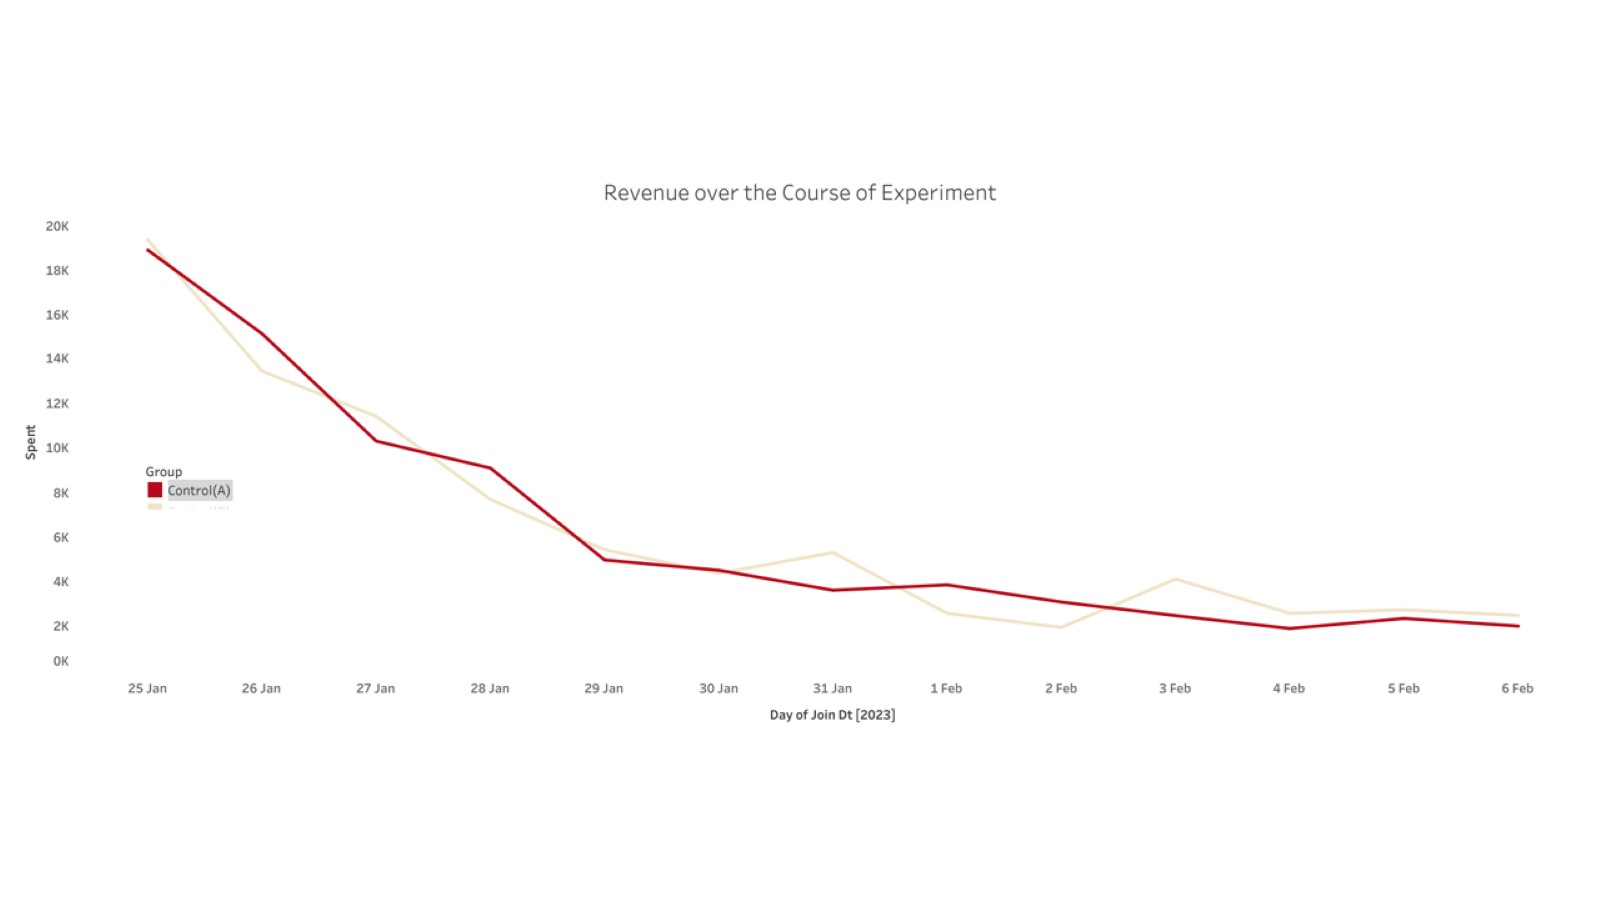 Revenue over the Course of Experiment
20K
18K
16K
14K
12K
10K
8K
6K
4K
2K
0K
Spent
Group
Control(A)
25 Jan 26 Jan 27 Jan 28 Jan 29 Jan 30 Jan 31 Jan 1 Feb 2 Feb 3 Feb 4 Feb 5 Feb 6 Feb
Day of Join Dt [2023]